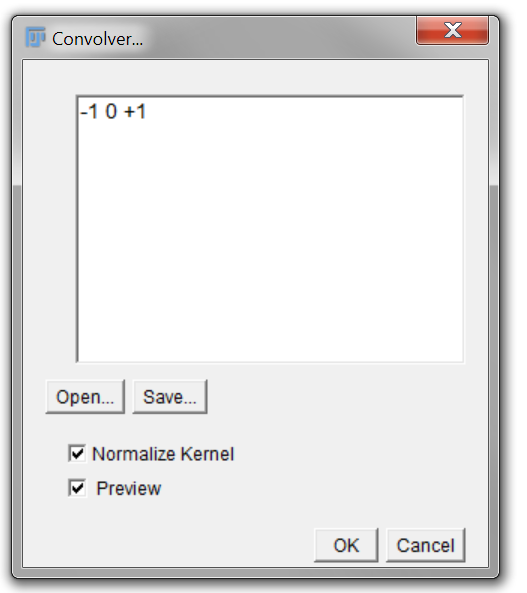 Convolver...
-1 0 +1
Open... Save...
Normalize Kernel
Preview
OK Cancel